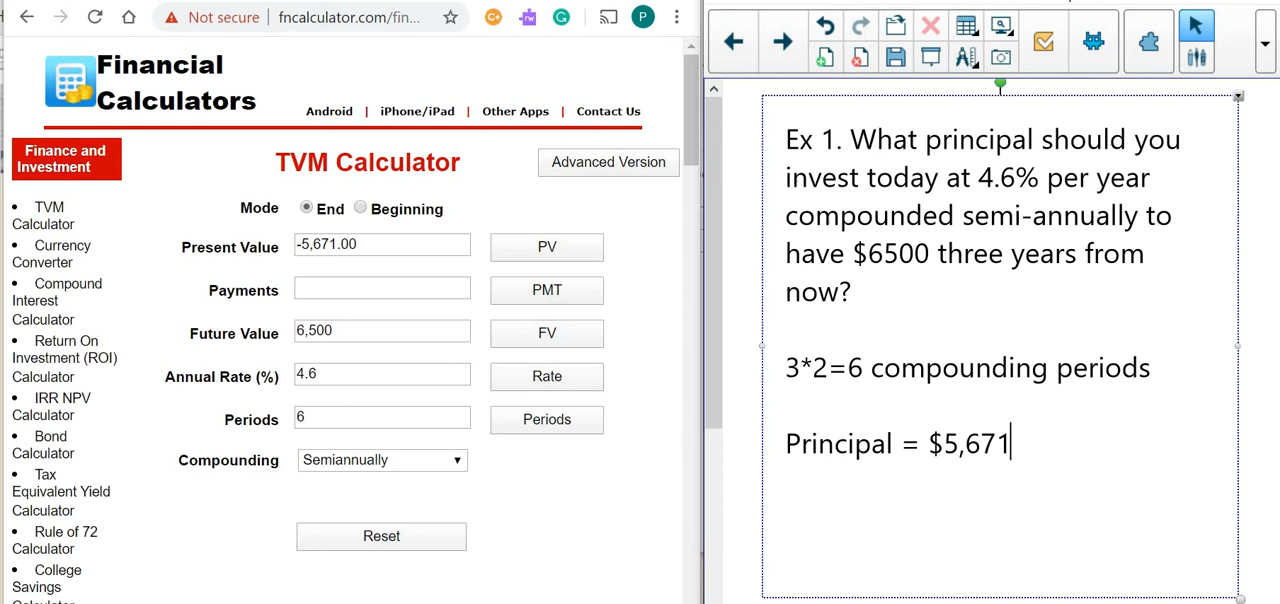 Not secure | fncalculator.com/fin...
C
rw
G
P
Financial
Calculators
Android | iPhone/iPad | Other Apps | Contact Us
Finance and
Investment
• TVM
Calculator
• Currency
Converter
• Compound
Interest
Calculator
• Return On
Investment (ROI)
Calculator
• IRR NPV
Calculator
• Bond
Calculator
• Tax
Equivalent Yield
Calculator
• Rule of 72
Calculator
• College
Savings
TVM Calculator
Advanced Version
Mode End Beginning
Present Value -5,671.00 PV
Payments PMT
Future Value 6,500 FV
Annual Rate (%) 4.6 Rate
Periods 6 Periods
Compounding Semiannually
Reset
Ex 1. What principal should you
invest today at 4.6% per year
compounded semi-annually to
have $6500 three years from
now?
3*2=6 compounding periods
Principal = $5,671